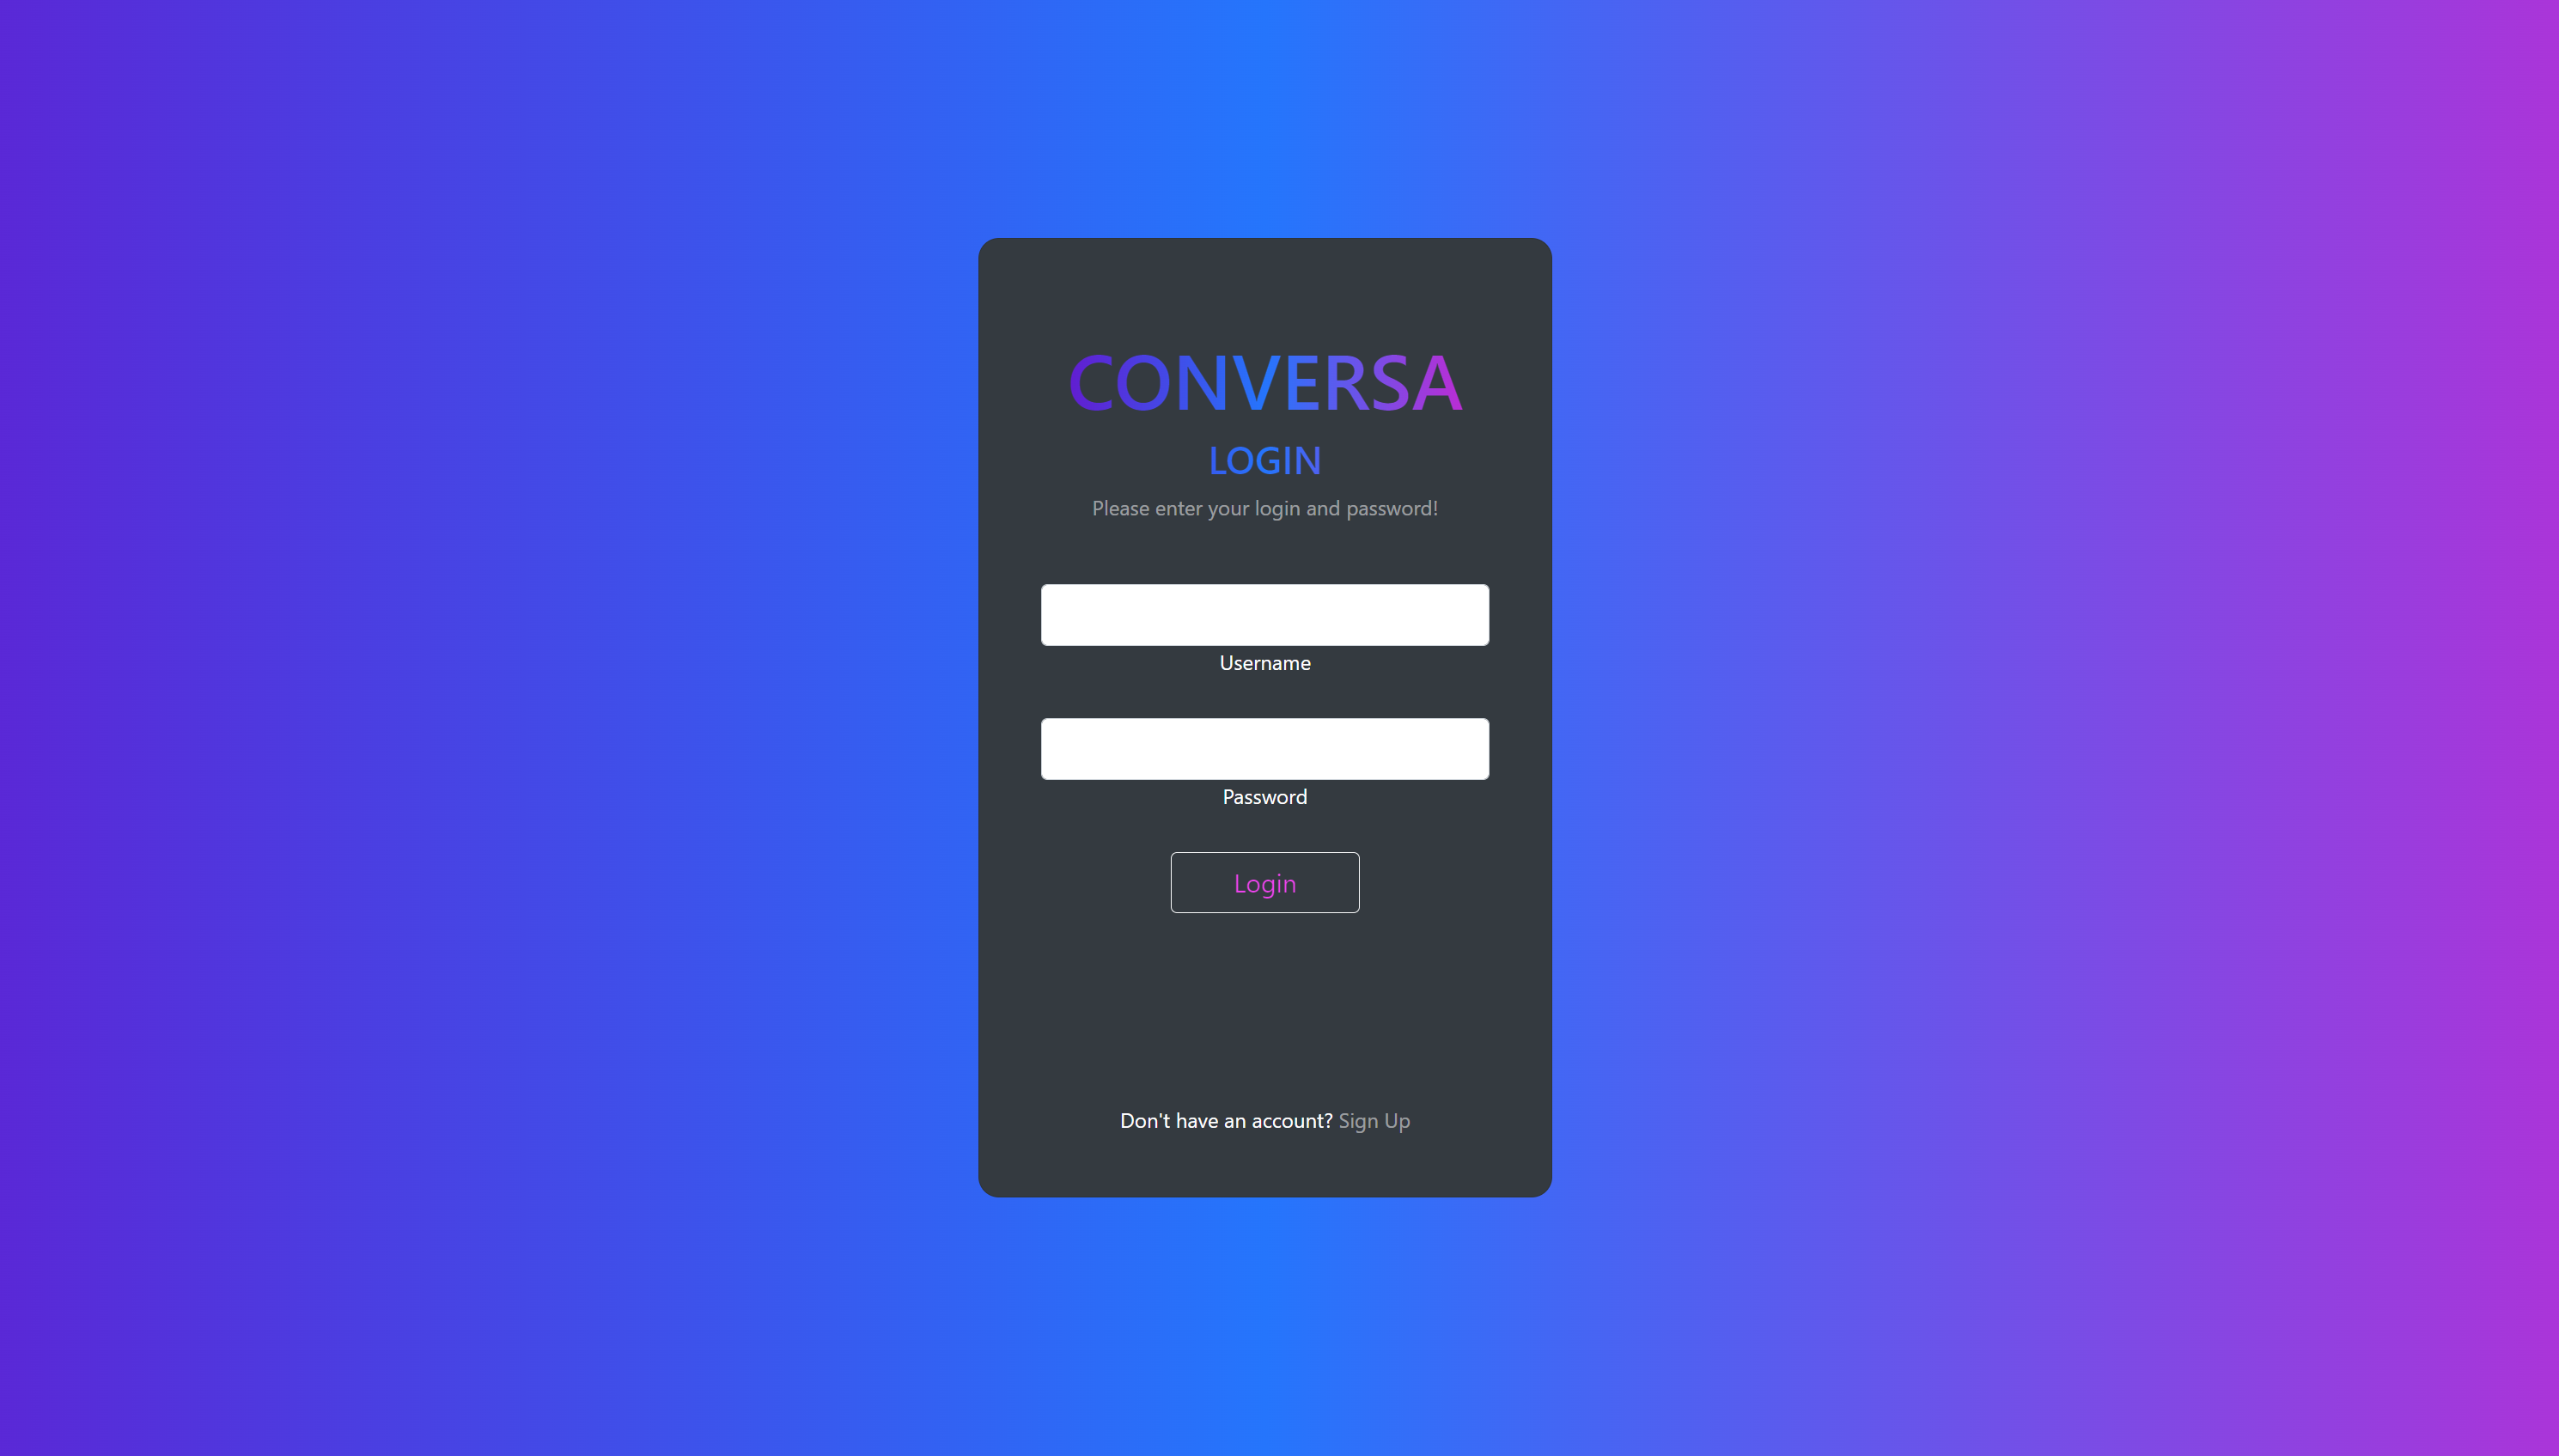 CONVERSA
LOGIN
Please enter your login and password!
Username
Password
Login
Don't have an account? Sign Up